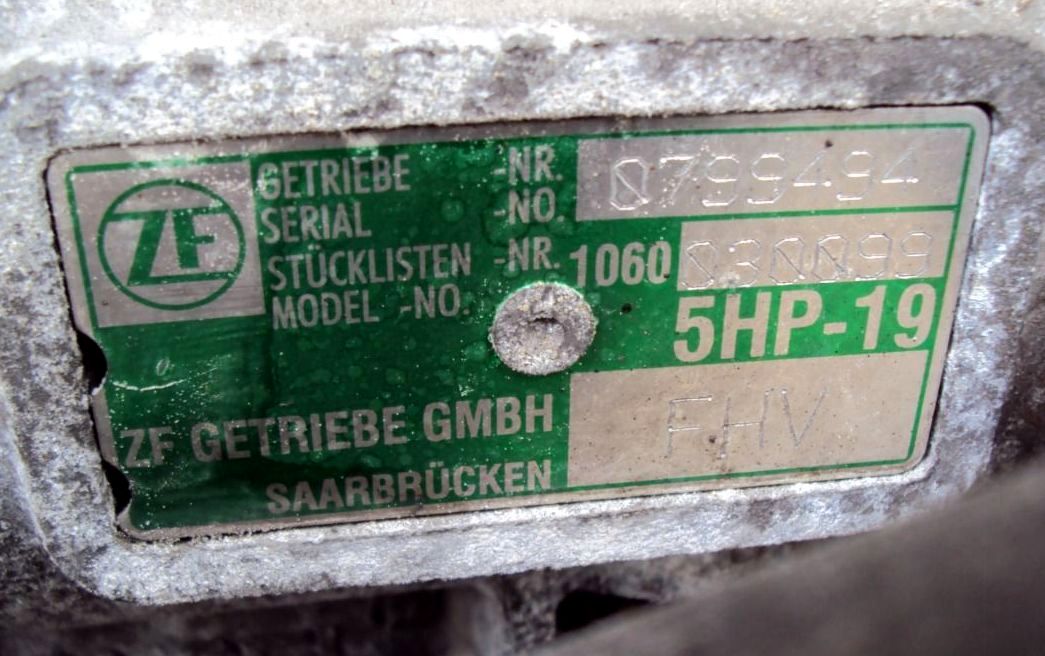 ZF
GETRIEBE -NR. 0799494
SERIAL -NO.
STÜCKLISTEN -NR. 1060 030099
MODEL -NO.
5HP-19
FHV
ZF GETRIEBE GMBH
SAARBRÜCKEN